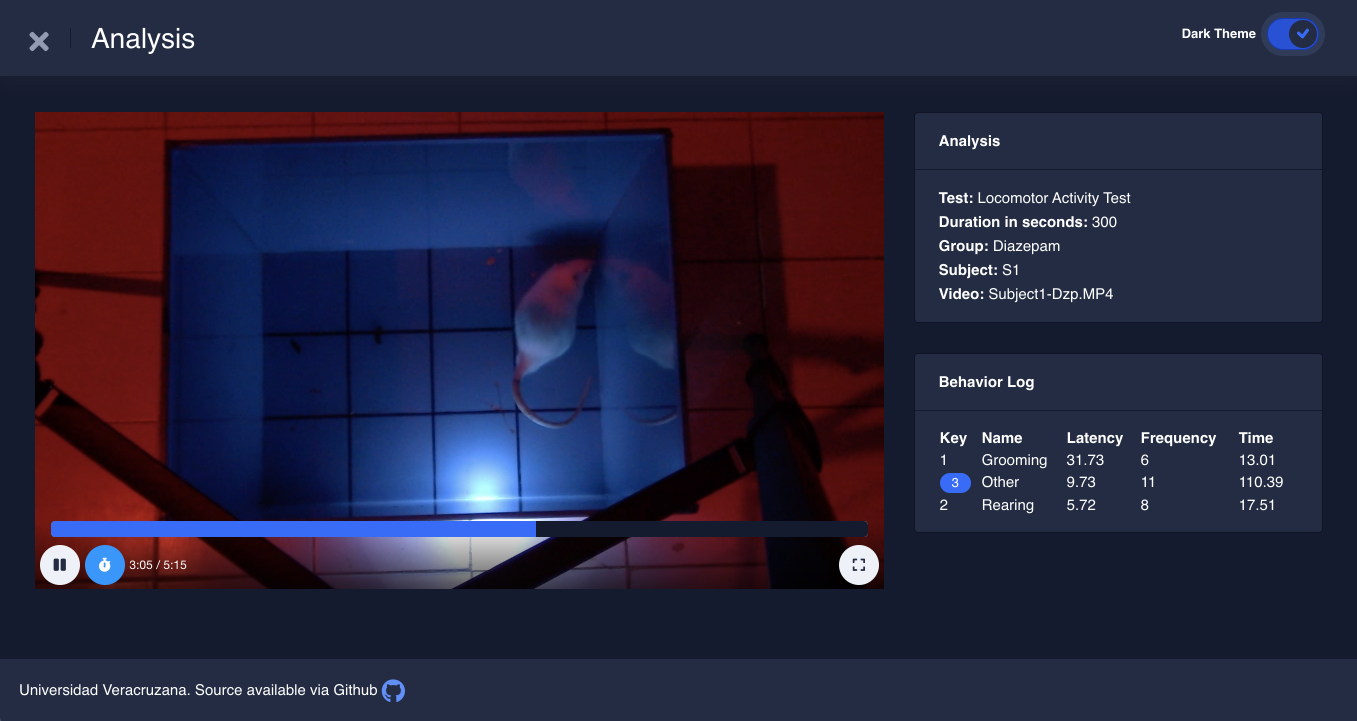 Analysis
Dark Theme
Analysis
Test: Locomotor Activity Test
Duration in seconds: 300
Group: Diazepam
Subject: S1
Video: Subject1-Dzp.MP4
Behavior Log
Key Name Latency Frequency Time
1 Grooming 31.73 6 13.01
3 Other 9.73 11 110.39
2 Rearing 5.72 8 17.51
3:05 / 5:15
Universidad Veracruzana. Source available via Github